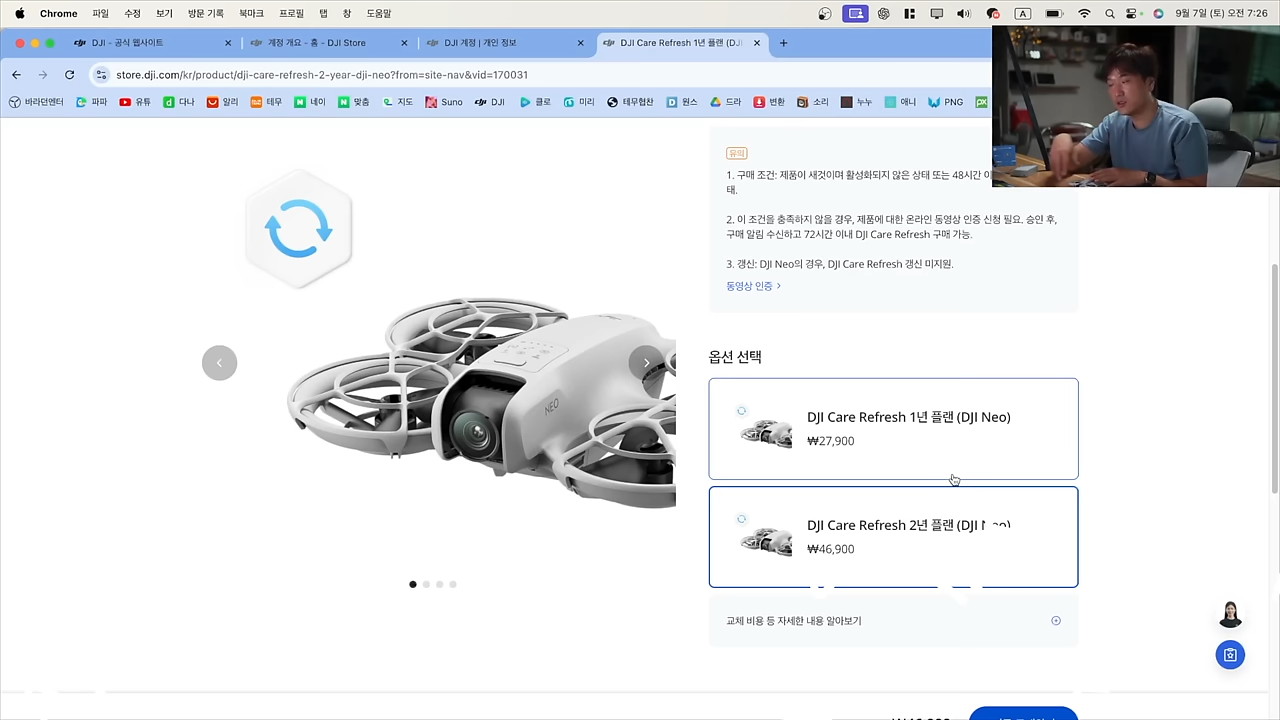 Chrome 파일 수정 보기 방문 기록 북마크 프로필 탭 창 도움말 A 9월 7일 (토) 오전 7:26
DJI - 공식 웹사이트 계정 개요 - 홈 - DJI Store DJI 계정 | 개인 정보 DJI Care Refresh 1년 플랜 (DJI
store.dji.com/kr/product/dji-care-refresh-2-year-dji-neo?from=site-nav&vid=170031
바라던엔터 파파 유튜 다나 알리 테무 네이 맞춤 지도 Suno DJI 클로 미리 테무협찬 원스 드라 변환 소리 누누 애니 PNG px
유의
1. 구매 조건: 제품이 새것이며 활성화되지 않은 상태 또는 48시간
태.
2. 이 조건을 충족하지 않을 경우, 제품에 대한 온라인 동영상 인증 신청 필요. 승인 후,
구매 알림 수신하고 72시간 이내 DJI Care Refresh 구매 가능.
3. 갱신: DJI Neo의 경우, DJI Care Refresh 갱신 미지원.
동영상 인증 >
NEO
옵션 선택
DJI Care Refresh 1년 플랜 (DJI Neo)
₩27,900
DJI Care Refresh 2년 플랜 (DJI Neo)
₩46,900
교체 비용 등 자세한 내용 알아보기